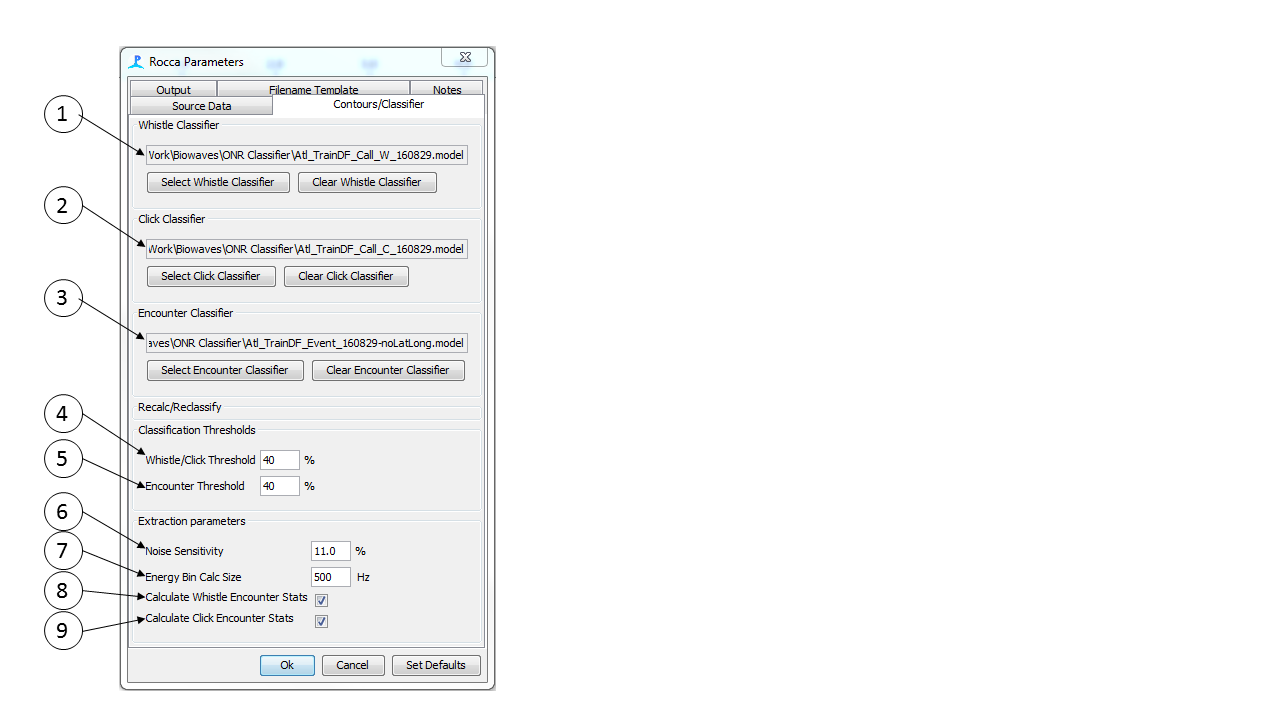 Rocca Parameters
Output Filename Template Notes
Source Data Contours/Classifier
Whistle Classifier
1
Work\Biowaves\ONR Classifier\Atl_TrainDF_Call_W_160829.model
Select Whistle Classifier Clear Whistle Classifier
2
Click Classifier
Work\Biowaves\ONR Classifier\Atl_TrainDF_Call_C_160829.model
Select Click Classifier Clear Click Classifier
3
Encounter Classifier
aves\ONR Classifier\Atl_TrainDF_Event_160829-noLatLong.model
Select Encounter Classifier Clear Encounter Classifier
Recalc/Reclassify
4
Classification Thresholds
Whistle/Click Threshold 40 %
5
Encounter Threshold 40 %
6
Extraction parameters
Noise Sensitivity 11.0 %
7
Energy Bin Calc Size 500 Hz
8
Calculate Whistle Encounter Stats
9
Calculate Click Encounter Stats
Ok Cancel Set Defaults